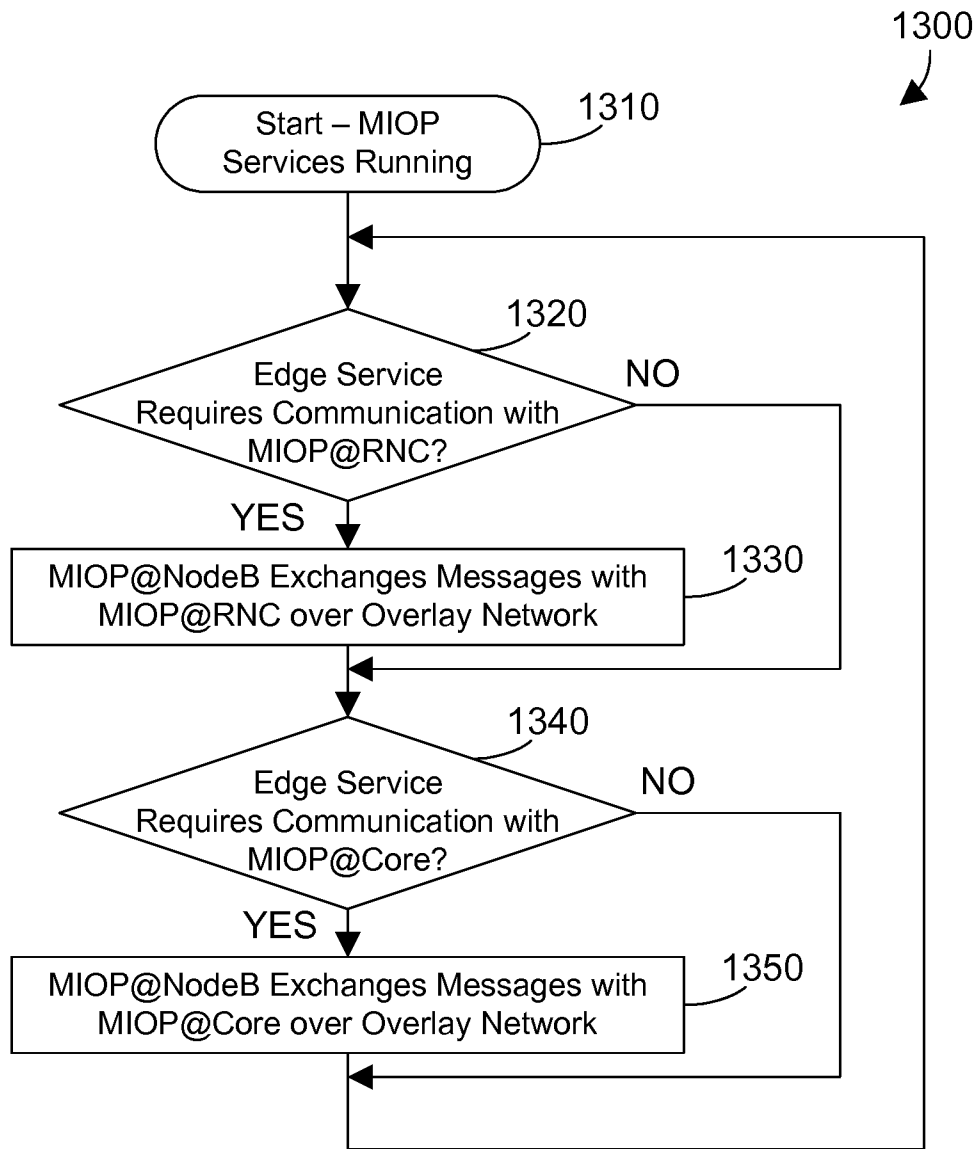 1300
1310
Start – MIOP
Services Running
1320
Edge Service
Requires Communication with
MIOP@RNC?
NO
YES
1330
MIOP@NodeB Exchanges Messages with
MIOP@RNC over Overlay Network
1340
Edge Service
Requires Communication with
MIOP@Core?
NO
YES
1350
MIOP@NodeB Exchanges Messages with
MIOP@Core over Overlay Network